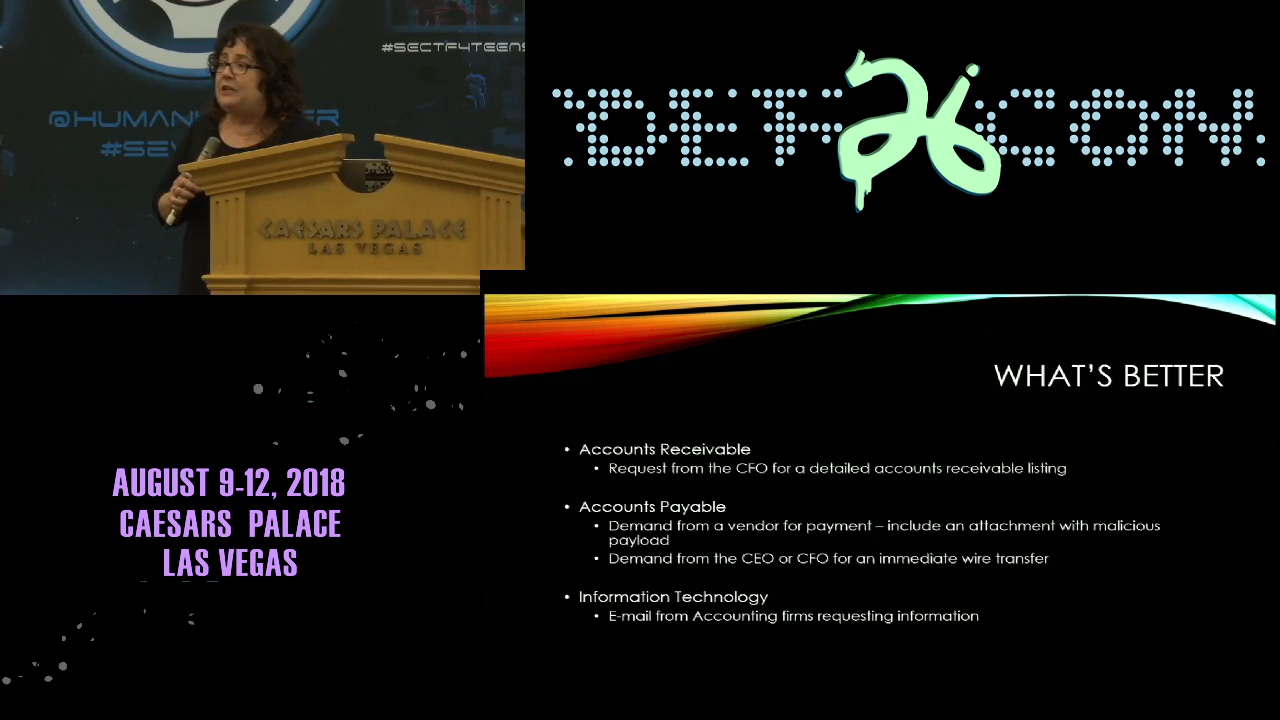 #SECTF4TEENS
@HUMAN
#SEV
CAESARS PALACE
LAS VEGAS
DEF 26 CON
AUGUST 9-12, 2018
CAESARS PALACE
LAS VEGAS
WHAT'S BETTER
• Accounts Receivable
• Request from the CFO for a detailed accounts receivable listing
• Accounts Payable
• Demand from a vendor for payment – include an attachment with malicious
payload
• Demand from the CEO or CFO for an immediate wire transfer
• Information Technology
• E-mail from Accounting firms requesting information